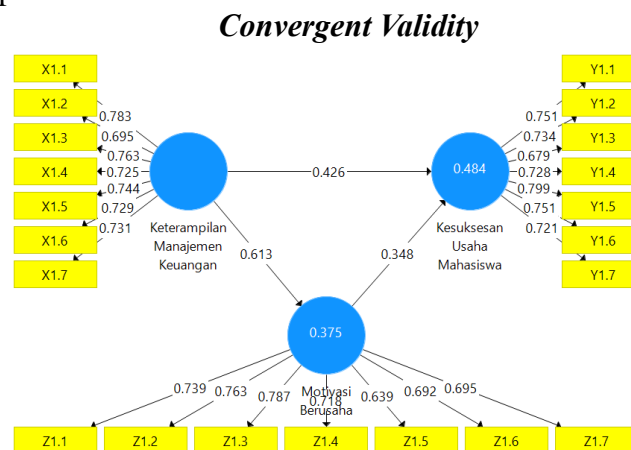 Convergent Validity
X1.1
X1.2
X1.3
X1.4
X1.5
X1.6
X1.7
0.783
0.695
0.763
0.725
0.744
0.729
0.731
Keterampilan
Manajemen
Keuangan
0.426
0.613
0.484
Kesuksesan
Usaha
Mahasiswa
0.348
0.751
0.734
0.679
0.728
0.799
0.751
0.721
Y1.1
Y1.2
Y1.3
Y1.4
Y1.5
Y1.6
Y1.7
0.375
Motivasi
Berusaha
0.739
0.763
0.787
0.718
0.639
0.692
0.695
Z1.1
Z1.2
Z1.3
Z1.4
Z1.5
Z1.6
Z1.7